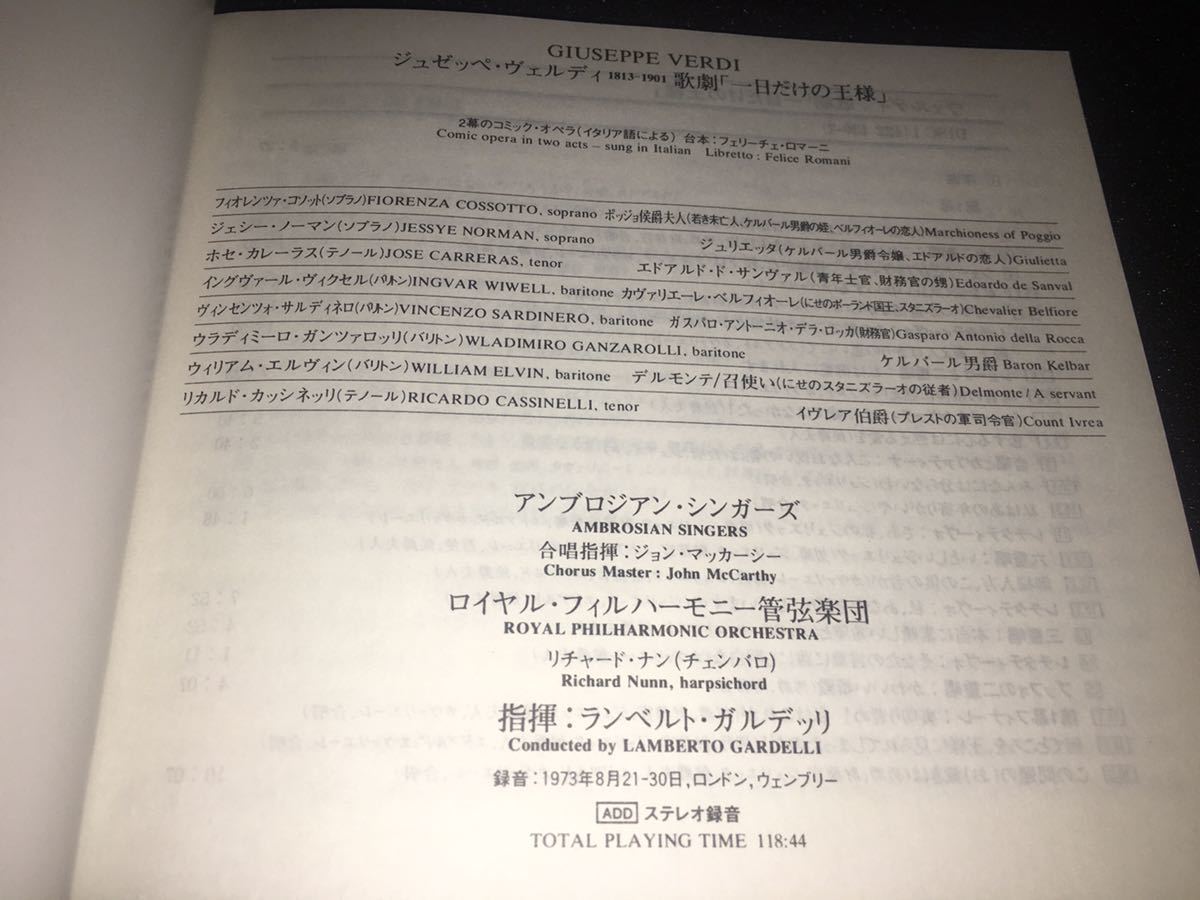 GIUSEPPE VERDI
ジュゼッペ・ヴェルディ 1813-1901 歌劇「一日だけの王様」
2幕のコミック・オペラ(イタリア語による) 台本：フェリーチェ・ロマーニ
Comic opera in two acts – sung in Italian Libretto : Felice Romani
フィオレンツァ・コソット(ソプラノ)FIORENZA COSSOTTO, soprano ポッジョ侯爵夫人(若き未亡人、ケルバール男爵の姪、ベルフィオーレの恋人)Marchioness of Poggio
ジェシー・ノーマン(ソプラノ)JESSYE NORMAN, soprano ジュリエッタ(ケルバール男爵令嬢、エドアルドの恋人)Giulietta
ホセ・カレーラス(テノール)JOSE CARRERAS, tenor エドアルド・ド・サンヴァル(青年士官、財務官の甥)Edoardo de Sanval
イングヴァール・ヴィクセル(バリトン)INGVAR WIWELL, baritone カヴァリエーレ・ベルフィオーレ(にせのポーランド国王、スタニズラーオ)Chevalier Belfiore
ヴィンセンツォ・サルディネロ(バリトン)VINCENZO SARDINERO, baritone ガスパロ・アントーニオ・デラ・ロッカ(財務官)Gasparo Antonio della Rocca
ウラディミーロ・ガンツァロッリ(バリトン)WLADIMIRO GANZAROLLI, baritone ケルバール男爵 Baron Kelbar
ウィリアム・エルヴィン(バリトン)WILLIAM ELVIN, baritone デルモンテ/召使い(にせのスタニズラーオの従者)Delmonte/A servant
リカルド・カッシネッリ(テノール)RICARDO CASSINELLI, tenor イヴレア伯爵(ブレストの軍司令官)Count Ivrea
アンブロジアン・シンガーズ
AMBROSIAN SINGERS
合唱指揮：ジョン・マッカーシー
Chorus Master : John McCarthy
ロイヤル・フィルハーモニー管弦楽団
ROYAL PHILHARMONIC ORCHESTRA
リチャード・ナン(チェンバロ)
Richard Nunn, harpsichord
指揮：ランベルト・ガルデッリ
Conducted by LAMBERTO GARDELLI
録音：1973年8月21-30日, ロンドン, ウェンブリー
ADD ステレオ録音
TOTAL PLAYING TIME 118:44